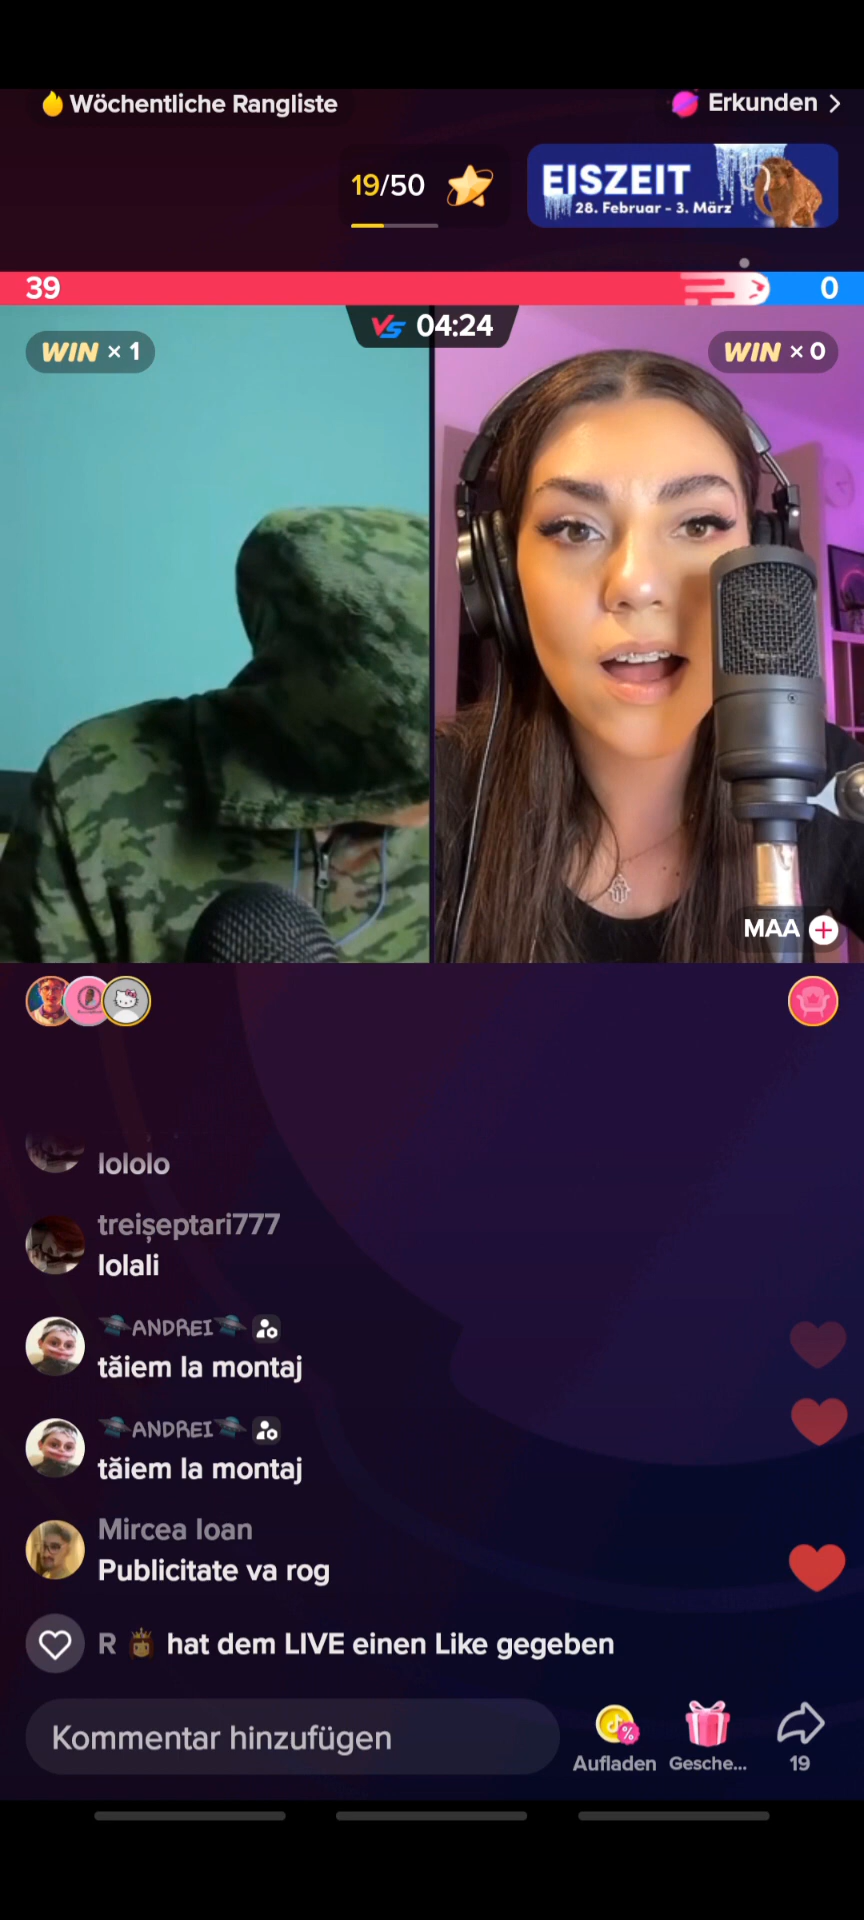 Wöchentliche Rangliste
Erkunden >
19/50
EISZEIT
28. Februar - 3. März
39
0
VS 04:24
WIN × 1
WIN × 0
MAA +
lololo
treișeptari777
lolali
ANDREI
tăiem la montaj
ANDREI
tăiem la montaj
Mircea Ioan
Publicitate va rog
R hat dem LIVE einen Like gegeben
Kommentar hinzufügen
Aufladen
Gesche...
19